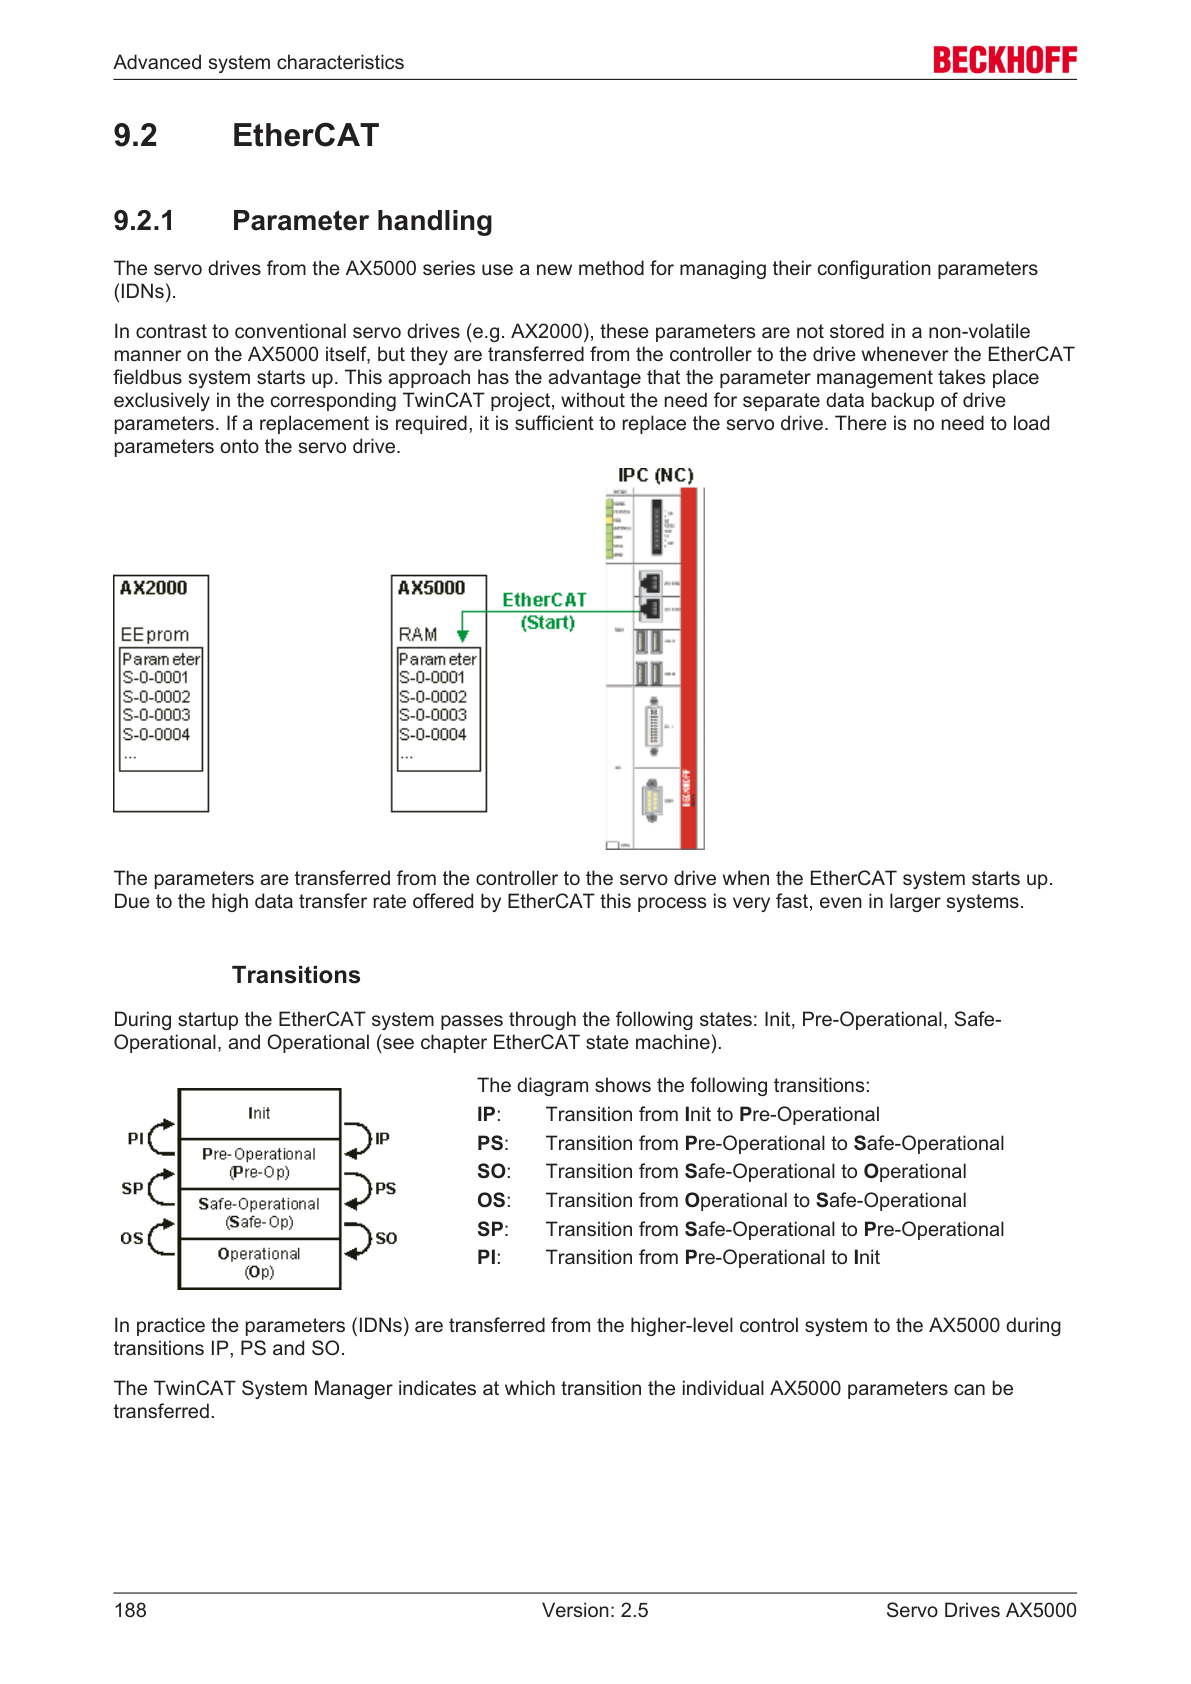 Advanced system characteristics
BECKHOFF
9.2 EtherCAT
9.2.1 Parameter handling
The servo drives from the AX5000 series use a new method for managing their configuration parameters
(IDNs).
In contrast to conventional servo drives (e.g. AX2000), these parameters are not stored in a non-volatile
manner on the AX5000 itself, but they are transferred from the controller to the drive whenever the EtherCAT
fieldbus system starts up. This approach has the advantage that the parameter management takes place
exclusively in the corresponding TwinCAT project, without the need for separate data backup of drive
parameters. If a replacement is required, it is sufficient to replace the servo drive. There is no need to load
parameters onto the servo drive.
IPC (NC)
AX2000
EEprom
Parameter
S-0-0001
S-0-0002
S-0-0003
S-0-0004
...
AX5000
RAM
Parameter
S-0-0001
S-0-0002
S-0-0003
S-0-0004
...
EtherCAT
(Start)
BECKHOFF
The parameters are transferred from the controller to the servo drive when the EtherCAT system starts up.
Due to the high data transfer rate offered by EtherCAT this process is very fast, even in larger systems.
Transitions
During startup the EtherCAT system passes through the following states: Init, Pre-Operational, Safe-
Operational, and Operational (see chapter EtherCAT state machine).
Init
Pre-Operational
(Pre-Op)
Safe-Operational
(Safe-Op)
Operational
(Op)
PI
SP
OS
IP
PS
SO
The diagram shows the following transitions:
IP: Transition from Init to Pre-Operational
PS: Transition from Pre-Operational to Safe-Operational
SO: Transition from Safe-Operational to Operational
OS: Transition from Operational to Safe-Operational
SP: Transition from Safe-Operational to Pre-Operational
PI: Transition from Pre-Operational to Init
In practice the parameters (IDNs) are transferred from the higher-level control system to the AX5000 during
transitions IP, PS and SO.
The TwinCAT System Manager indicates at which transition the individual AX5000 parameters can be
transferred.
188 Version: 2.5 Servo Drives AX5000